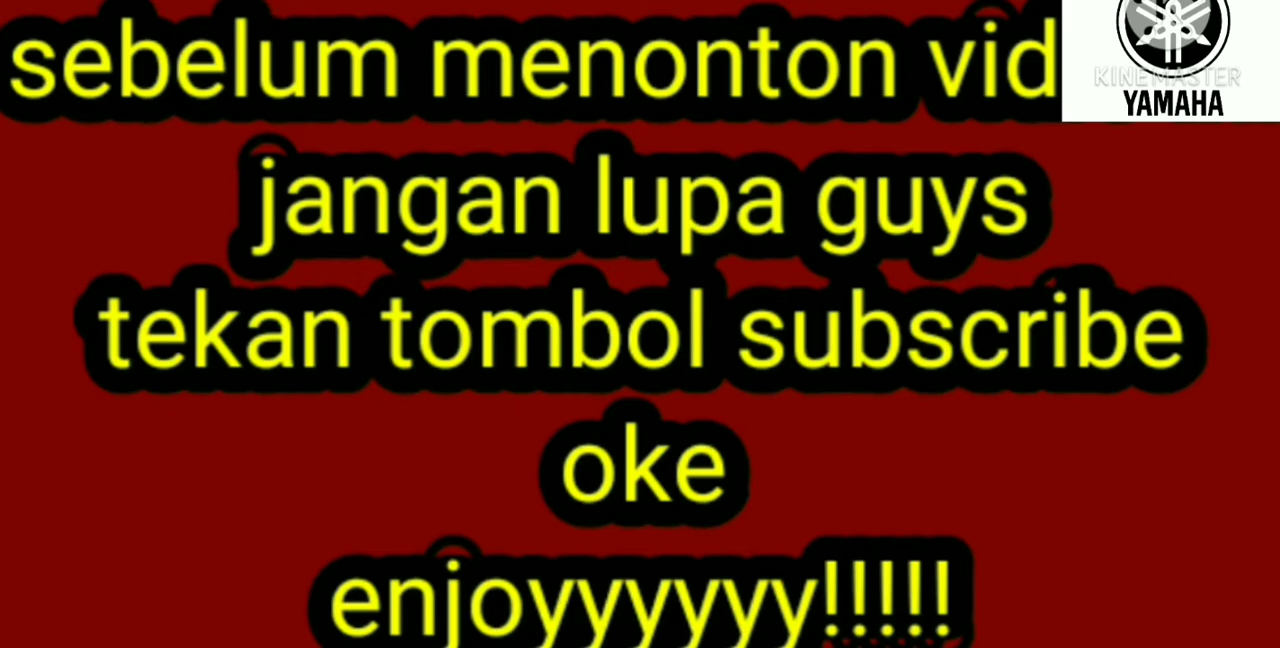 sebelum menonton vid
KINEMASTER
YAMAHA
jangan lupa guys
tekan tombol subscribe
oke
enjoyyyyyy!!!!!